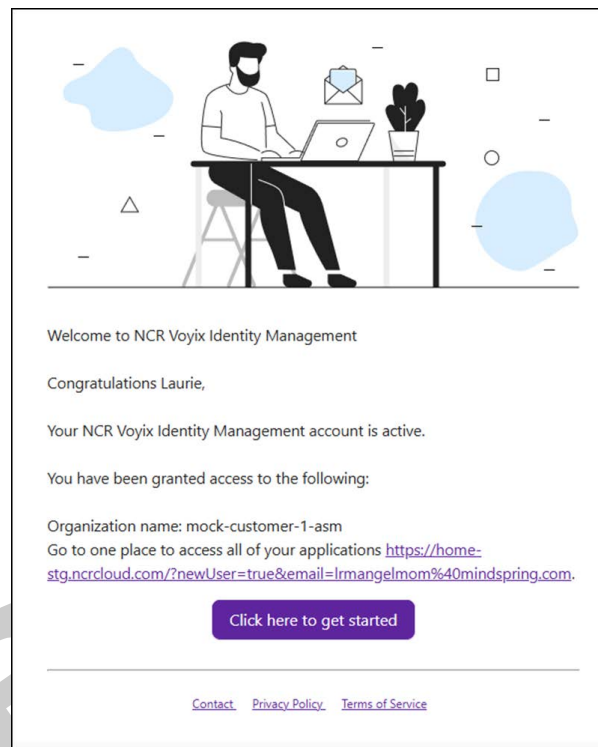 Welcome to NCR Voyix Identity Management
Congratulations Laurie,
Your NCR Voyix Identity Management account is active.
You have been granted access to the following:
Organization name: mock-customer-1-asm
Go to one place to access all of your applications https://home-
stg.ncrcloud.com/?newUser=true&email=lrmangelmom%40mindspring.com.
Click here to get started
Contact Privacy Policy Terms of Service